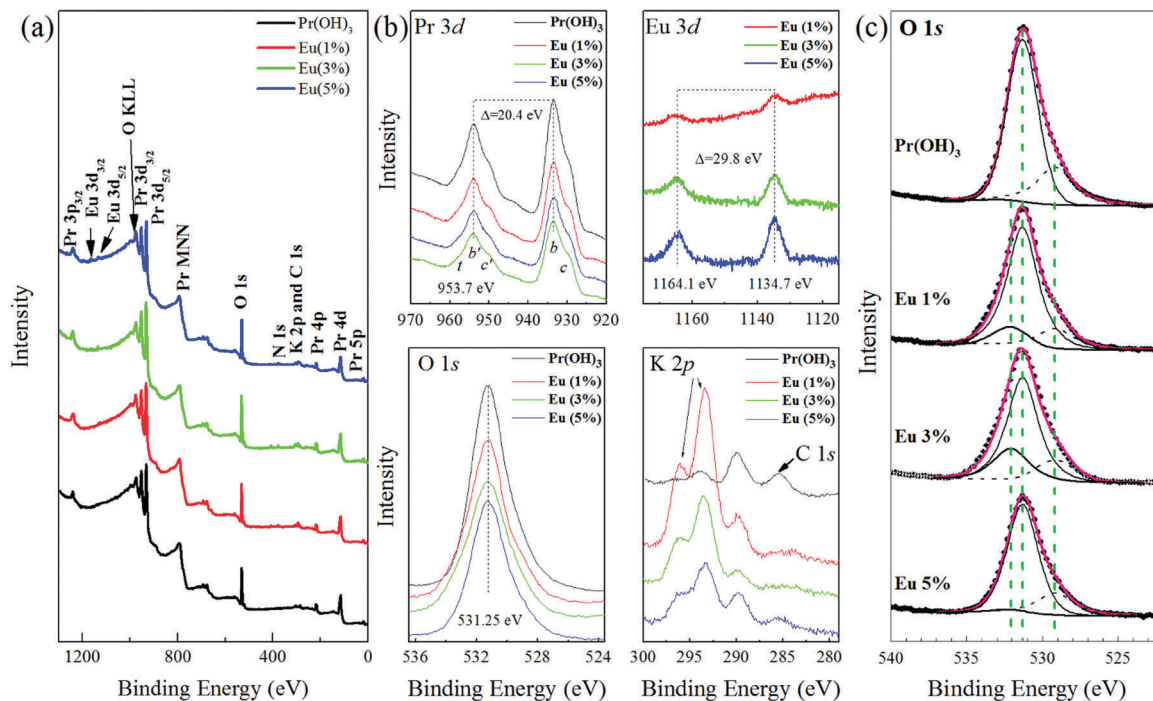 (a)
Pr(OH)3
Eu(1%)
Eu(3%)
Eu(5%)
O KLL
Pr 3p3/2
Eu 3d3/2
Eu 3d5/2
Pr 3d3/2
Pr 3d5/2
Pr MNN
O 1s
N 1s
K 2p and C 1s
Pr 4p
Pr 4d
Pr 5p
Intensity
1300 800 400 0
Binding Energy (eV)
(b)
Pr 3d
Pr(OH)3
Eu (1%)
Eu (3%)
Eu (5%)
Δ=20.4 eV
t b' c' b c
953.7 eV
Intensity
970 960 950 940 930 920
Eu 3d
Eu (1%)
Eu (3%)
Eu (5%)
Δ=29.8 eV
1164.1 eV 1134.7 eV
Intensity
1160 1140 1120
O 1s
Pr(OH)3
Eu (1%)
Eu (3%)
Eu (5%)
531.25 eV
Intensity
536 532 528 524
Binding Energy (eV)
K 2p
Pr(OH)3
Eu (1%)
Eu (3%)
Eu (5%)
C 1s
Intensity
300 295 290 285 280
Binding Energy (eV)
(c)
O 1s
Pr(OH)3
Eu 1%
Eu 3%
Eu 5%
Intensity
540 535 530 525
Binding Energy (eV)